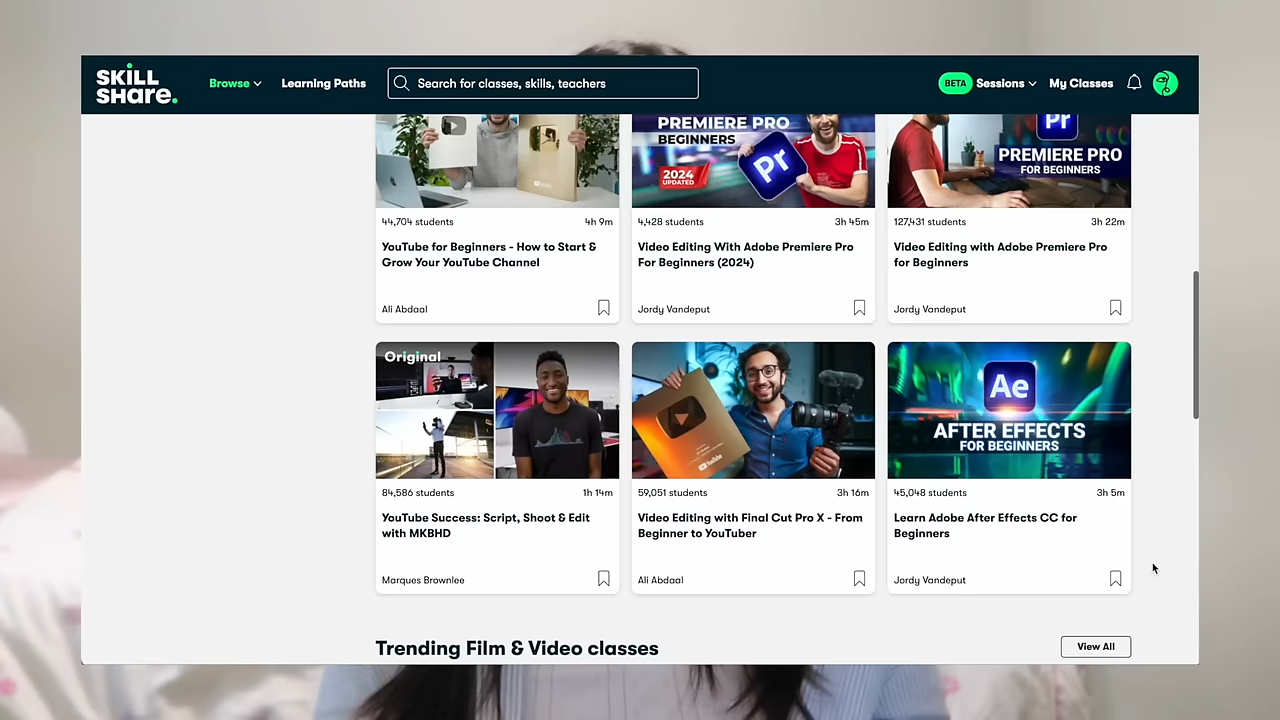 SKILL
SHARE.
Browse
Learning Paths
Search for classes, skills, teachers
BETA
Sessions
My Classes
PREMIERE PRO
BEGINNERS
2024
UPDATED
Pr
Pr
PREMIERE PRO
FOR BEGINNERS
44,704 students
4h 9m
YouTube for Beginners - How to Start &
Grow Your YouTube Channel
Ali Abdaal
4,428 students
3h 45m
Video Editing With Adobe Premiere Pro
For Beginners (2024)
Jordy Vandeput
127,431 students
3h 22m
Video Editing with Adobe Premiere Pro
for Beginners
Jordy Vandeput
Original
84,586 students
1h 14m
YouTube Success: Script, Shoot & Edit
with MKBHD
Marques Brownlee
YouTube
59,051 students
3h 16m
Video Editing with Final Cut Pro X - From
Beginner to YouTuber
Ali Abdaal
Ae
AFTER EFFECTS
FOR BEGINNERS
45,048 students
3h 5m
Learn Adobe After Effects CC for
Beginners
Jordy Vandeput
Trending Film & Video classes
View All